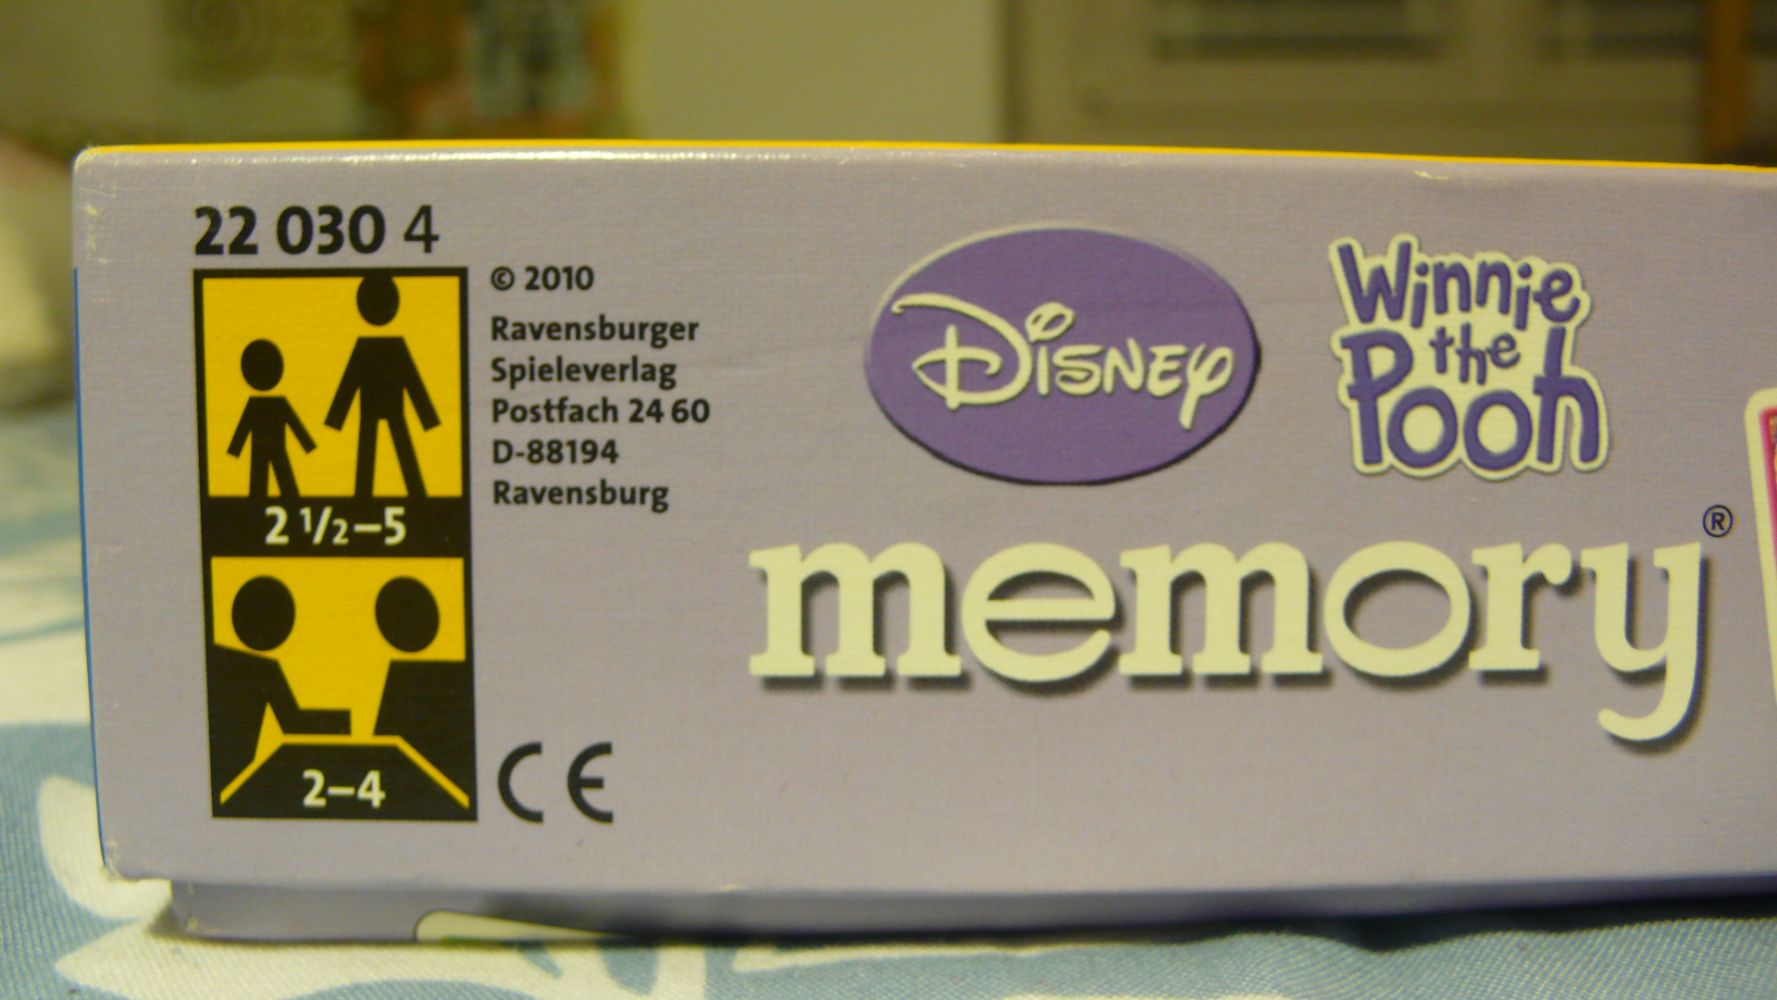 22 030 4
© 2010
Ravensburger
Spieleverlag
Postfach 24 60
D-88194
Ravensburg
2 1/2–5
2–4
CE
Disney
Winnie
the
Pooh
memory®